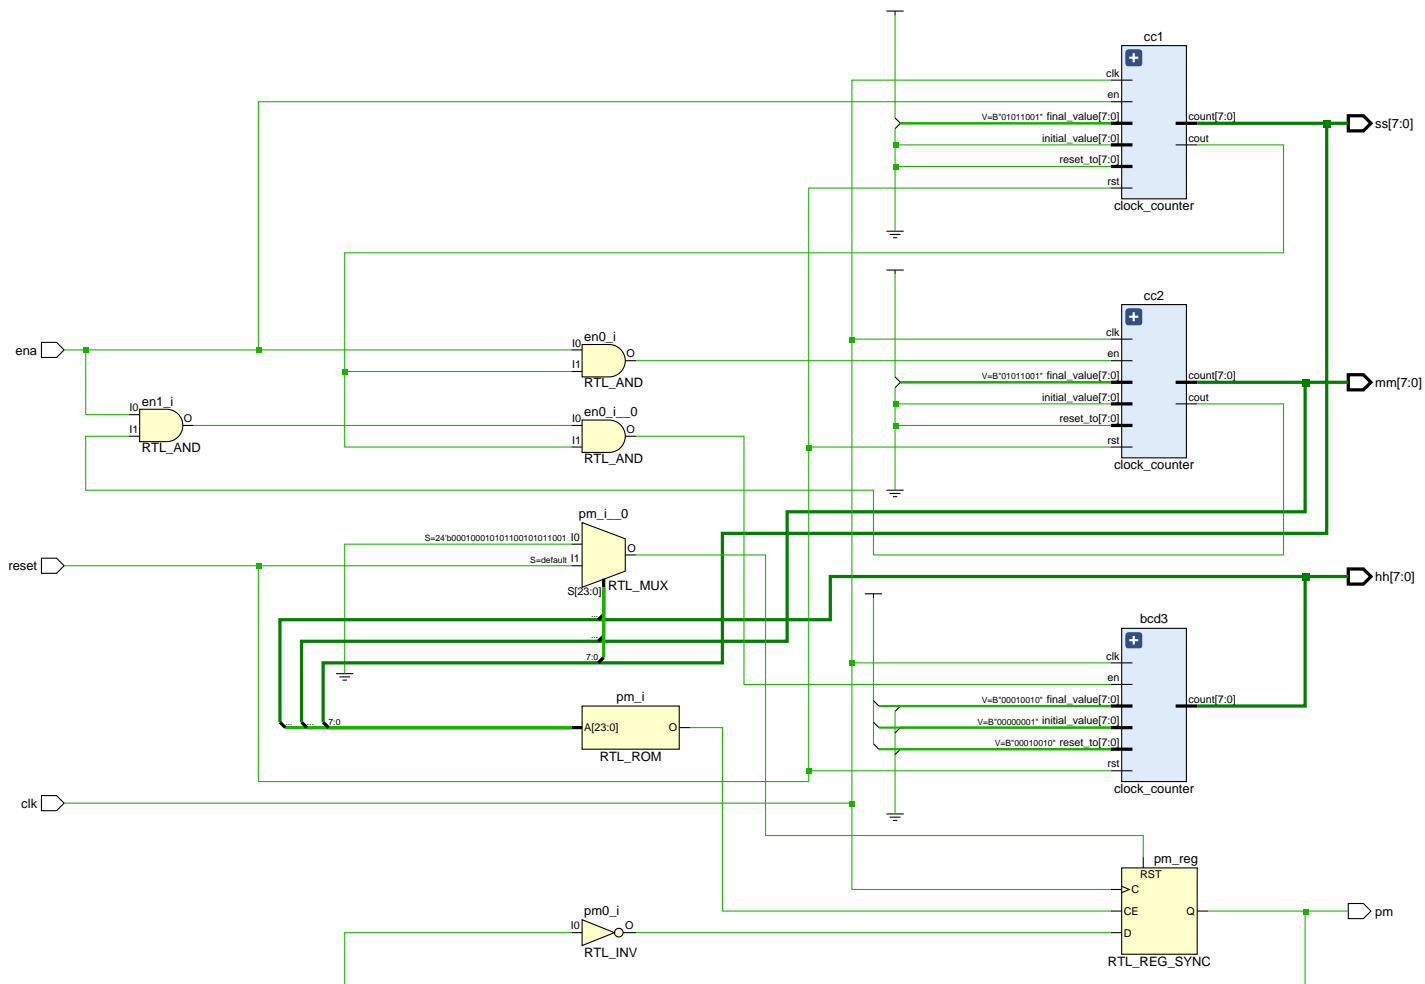 cc1
clk
en
V=B"01011001" final_value[7:0]
count[7:0]
ss[7:0]
initial_value[7:0]
cout
reset_to[7:0]
rst
clock_counter
cc2
clk
en
V=B"01011001" final_value[7:0]
count[7:0]
mm[7:0]
initial_value[7:0]
cout
reset_to[7:0]
rst
clock_counter
ena
en0_i
I0
I1
O
RTL_AND
en1_i
I0
I1
O
RTL_AND
en0_i__0
I0
I1
O
RTL_AND
pm_i__0
S=24'b000100010101100101011001 I0
S=default I1
O
S[23:0]
RTL_MUX
reset
hh[7:0]
...
...
7:0
bcd3
clk
en
V=B"00010010" final_value[7:0]
count[7:0]
V=B"00000001" initial_value[7:0]
V=B"00010010" reset_to[7:0]
rst
clock_counter
pm_i
... ... 7:0
A[23:0]
O
RTL_ROM
clk
pm_reg
RST
C
CE
Q
D
RTL_REG_SYNC
pm
pm0_i
I0
O
RTL_INV